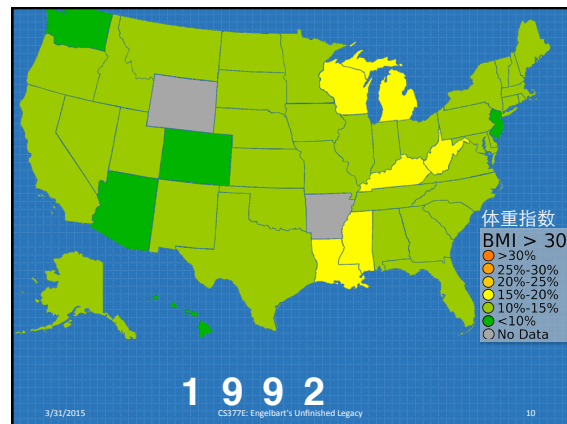 体重指数
BMI > 30
>30%
25%-30%
20%-25%
15%-20%
10%-15%
<10%
No Data
1992
3/31/2015
CS377E: Engelbart's Unfinished Legacy
10